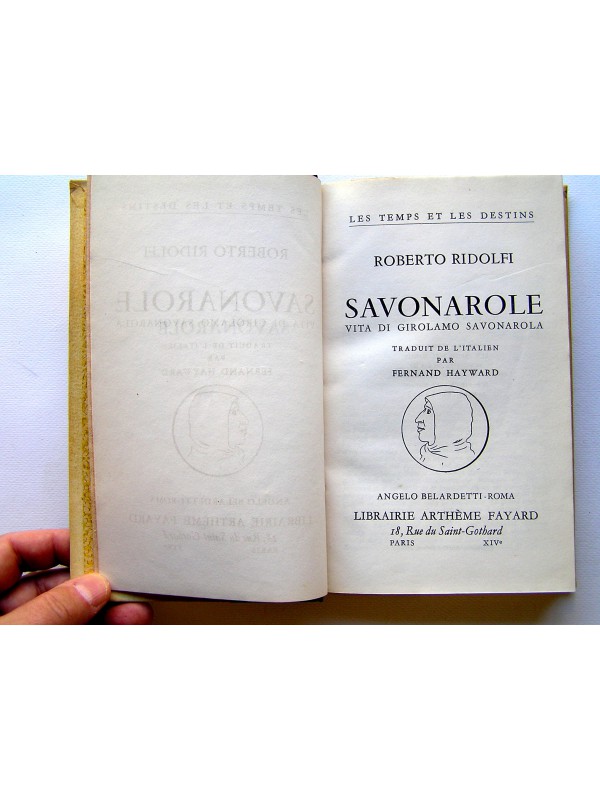 LES TEMPS ET LES DESTINS
ROBERTO RIDOLFI
SAVONAROLE
VITA DI GIROLAMO SAVONAROLA
TRADUIT DE L'ITALIEN
PAR
FERNAND HAYWARD
ANGELO BELARDETTI-ROMA
LIBRAIRIE ARTHÈME FAYARD
18, Rue du Saint-Gothard
PARIS XIVe